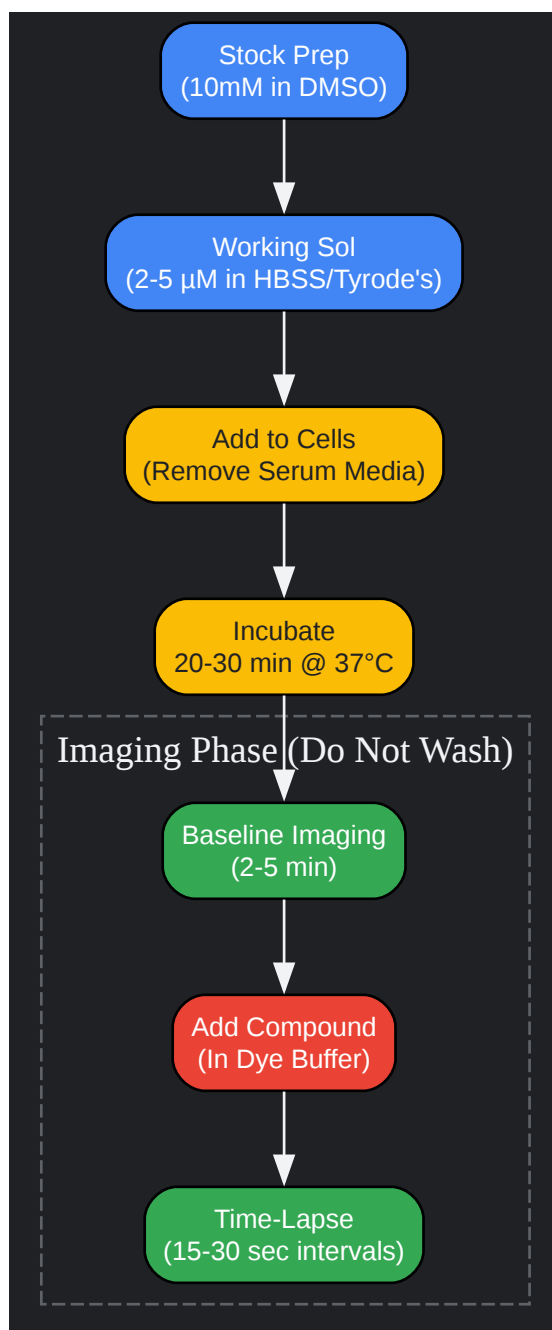 Stock Prep
(10mM in DMSO)
Working Sol
(2-5 µM in HBSS/Tyrode's)
Add to Cells
(Remove Serum Media)
Incubate
20-30 min @ 37°C
Imaging Phase (Do Not Wash)
Baseline Imaging
(2-5 min)
Add Compound
(In Dye Buffer)
Time-Lapse
(15-30 sec intervals)